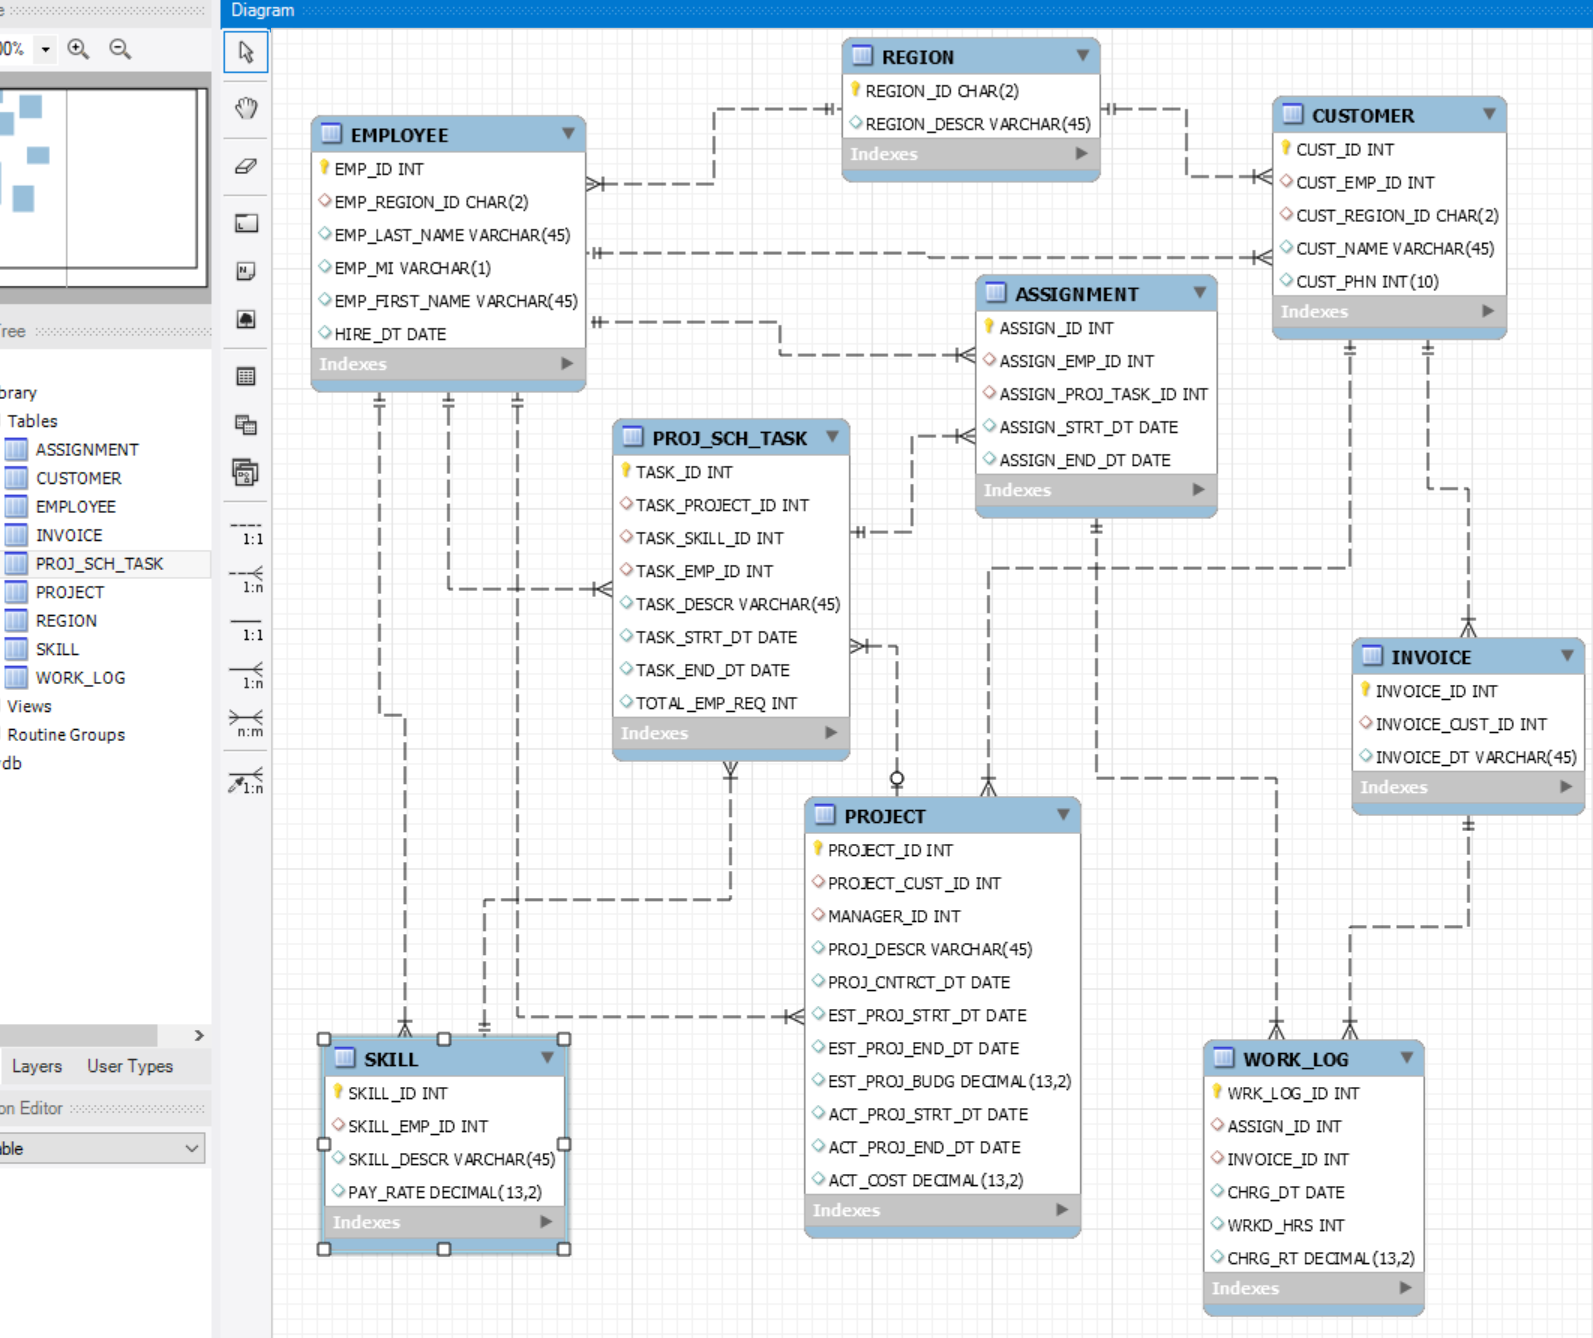 Diagram
00%
REGION
REGION_ID CHAR(2)
REGION_DESCR VARCHAR(45)
Indexes
CUSTOMER
CUST_ID INT
CUST_EMP_ID INT
CUST_REGION_ID CHAR(2)
CUST_NAME VARCHAR(45)
CUST_PHN INT(10)
Indexes
EMPLOYEE
EMP_ID INT
EMP_REGION_ID CHAR(2)
EMP_LAST_NAME VARCHAR(45)
EMP_MI VARCHAR(1)
EMP_FIRST_NAME VARCHAR(45)
HIRE_DT DATE
Indexes
ASSIGNMENT
ASSIGN_ID INT
ASSIGN_EMP_ID INT
ASSIGN_PROJ_TASK_ID INT
ASSIGN_STRT_DT DATE
ASSIGN_END_DT DATE
Indexes
PROJ_SCH_TASK
TASK_ID INT
TASK_PROJECT_ID INT
TASK_SKILL_ID INT
TASK_EMP_ID INT
TASK_DESCR VARCHAR(45)
TASK_STRT_DT DATE
TASK_END_DT DATE
TOTAL_EMP_REQ INT
Indexes
INVOICE
INVOICE_ID INT
INVOICE_CUST_ID INT
INVOICE_DT VARCHAR(45)
Indexes
PROJECT
PROJECT_ID INT
PROJECT_CUST_ID INT
MANAGER_ID INT
PROJ_DESCR VARCHAR(45)
PROJ_CNTRCT_DT DATE
EST_PROJ_STRT_DT DATE
EST_PROJ_END_DT DATE
EST_PROJ_BUDG DECIMAL(13,2)
ACT_PROJ_STRT_DT DATE
ACT_PROJ_END_DT DATE
ACT_COST DECIMAL(13,2)
Indexes
SKILL
SKILL_ID INT
SKILL_EMP_ID INT
SKILL_DESCR VARCHAR(45)
PAY_RATE DECIMAL(13,2)
Indexes
WORK_LOG
WRK_LOG_ID INT
ASSIGN_ID INT
INVOICE_ID INT
CHRG_DT DATE
WRKD_HRS INT
CHRG_RT DECIMAL(13,2)
Indexes
ree
brary
Tables
ASSIGNMENT
CUSTOMER
EMPLOYEE
INVOICE
PROJ_SCH_TASK
PROJECT
REGION
SKILL
WORK_LOG
Views
Routine Groups
db
Layers User Types
on Editor
ble
1:1
1:n
1:1
1:n
n:m
1:n